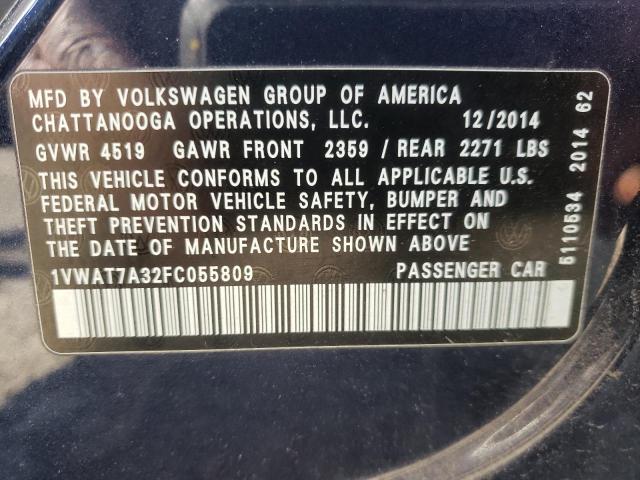 MFD BY VOLKSWAGEN GROUP OF AMERICA
CHATTANOOGA OPERATIONS, LLC. 12/2014
GVWR 4519 GAWR FRONT 2359 / REAR 2271 LBS
THIS VEHICLE CONFORMS TO ALL APPLICABLE U.S.
FEDERAL MOTOR VEHICLE SAFETY, BUMPER AND
THEFT PREVENTION STANDARDS IN EFFECT ON
THE DATE OF MANUFACTURE SHOWN ABOVE
1VWAT7A32FC055809 PASSENGER CAR
5110534 2014 62